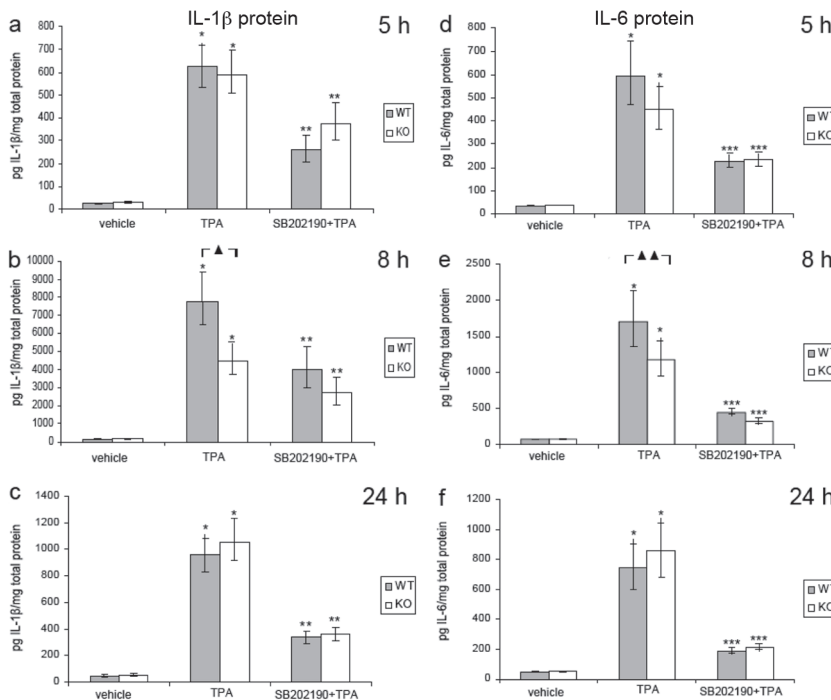 a
IL-1β protein
5 h
pg IL-1β/mg total protein
800
700
600
500
400
300
200
100
0
*
*
**
**
vehicle
TPA
SB202190+TPA
WT
KO
b
8 h
pg IL-1β/mg total protein
10000
9000
8000
7000
6000
5000
4000
3000
2000
1000
0
▲
*
*
**
**
vehicle
TPA
SB202190+TPA
WT
KO
c
24 h
pg IL-1β/mg total protein
1400
1200
1000
800
600
400
200
0
*
*
**
**
vehicle
TPA
SB202190+TPA
WT
KO
d
IL-6 protein
5 h
pg IL-6/mg total protein
800
700
600
500
400
300
200
100
0
*
*
***
***
vehicle
TPA
SB202190+TPA
WT
KO
e
8 h
pg IL-6/mg total protein
2500
2000
1500
1000
500
0
▲▲
*
*
***
***
vehicle
TPA
SB202190+TPA
WT
KO
f
24 h
pg IL-6/mg total protein
1200
1000
800
600
400
200
0
*
*
***
***
vehicle
TPA
SB202190+TPA
WT
KO